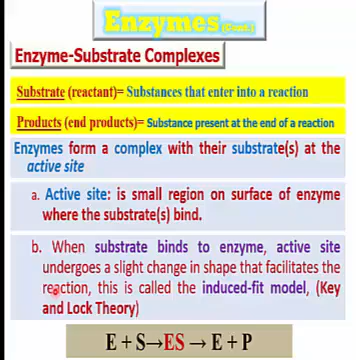 Enzymes (Cont.)
Enzyme-Substrate Complexes
Substrate (reactant)= Substances that enter into a reaction
Products (end products)= Substance present at the end of a reaction
Enzymes form a complex with their substrate(s) at the
active site
a. Active site: is small region on surface of enzyme
where the substrate(s) bind.
b. When substrate binds to enzyme, active site
undergoes a slight change in shape that facilitates the
reaction, this is called the induced-fit model, (Key
and Lock Theory)
E + S→ES → E + P